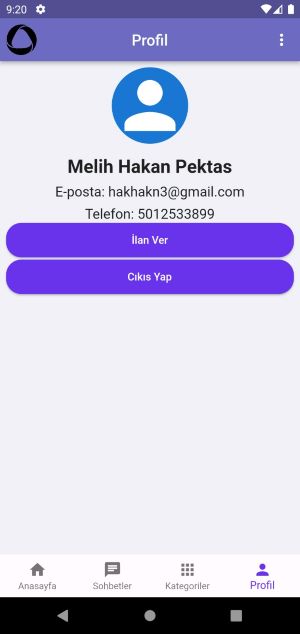 9:20
Profil
Melih Hakan Pektas
E-posta: hakhakn3@gmail.com
Telefon: 5012533899
İlan Ver
Cıkıs Yap
Anasayfa
Sohbetler
Kategoriler
Profil